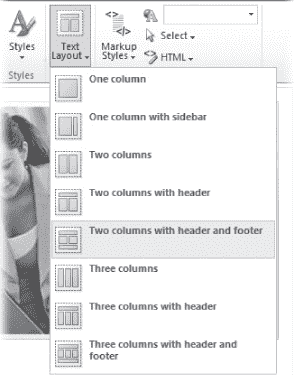 Styles
Text
Layout
Markup
Styles
Select
HTML
Styles
One column
One column with sidebar
Two columns
Two columns with header
Two columns with header and footer
Three columns
Three columns with header
Three columns with header and
footer